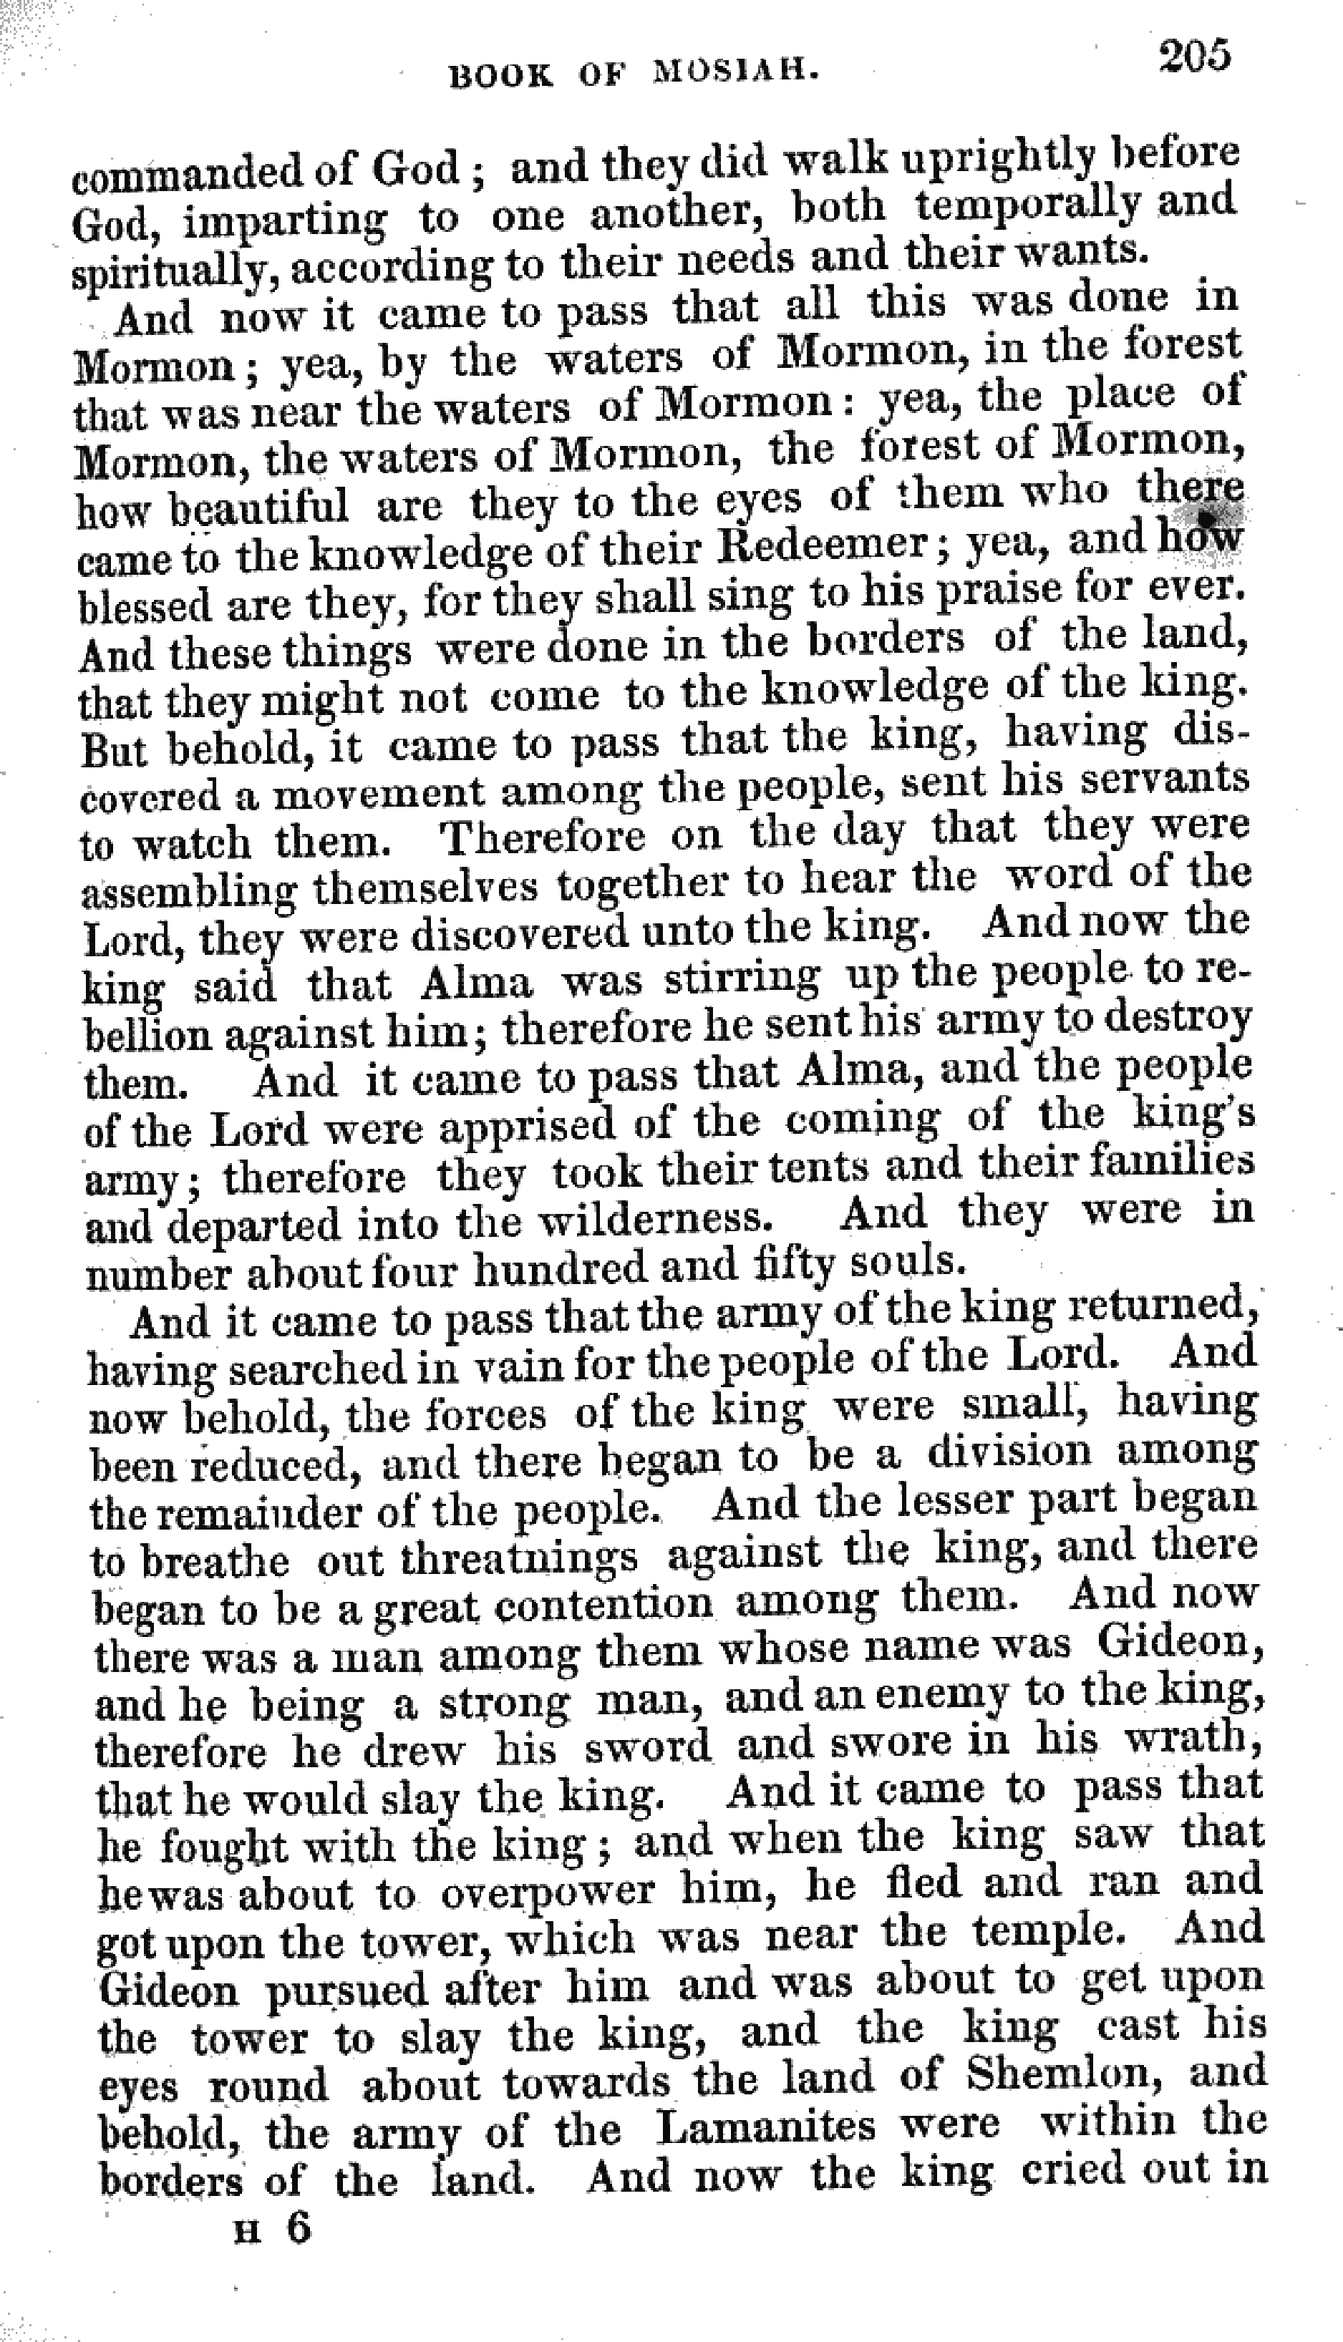 BOOK OF MOSIAH. 205
commanded of God; and they did walk uprightly before
God, imparting to one another, both temporally and
spiritually, according to their needs and their wants.
And now it came to pass that all this was done in
Mormon; yea, by the waters of Mormon, in the forest
that was near the waters of Mormon: yea, the place of
Mormon, the waters of Mormon, the forest of Mormon,
how beautiful are they to the eyes of them who there
came to the knowledge of their Redeemer; yea, and how
blessed are they, for they shall sing to his praise for ever.
And these things were done in the borders of the land,
that they might not come to the knowledge of the king.
But behold, it came to pass that the king, having dis-
covered a movement among the people, sent his servants
to watch them. Therefore on the day that they were
assembling themselves together to hear the word of the
Lord, they were discovered unto the king. And now the
king said that Alma was stirring up the people to re-
bellion against him; therefore he sent his army to destroy
them. And it came to pass that Alma, and the people
of the Lord were apprised of the coming of the king's
army; therefore they took their tents and their families
and departed into the wilderness. And they were in
number about four hundred and fifty souls.
And it came to pass that the army of the king returned,
having searched in vain for the people of the Lord. And
now behold, the forces of the king were small, having
been reduced, and there began to be a division among
the remainder of the people. And the lesser part began
to breathe out threatnings against the king, and there
began to be a great contention among them. And now
there was a man among them whose name was Gideon,
and he being a strong man, and an enemy to the king,
therefore he drew his sword and swore in his wrath,
that he would slay the king. And it came to pass that
he fought with the king; and when the king saw that
he was about to overpower him, he fled and ran and
got upon the tower, which was near the temple. And
Gideon pursued after him and was about to get upon
the tower to slay the king, and the king cast his
eyes round about towards the land of Shemlon, and
behold, the army of the Lamanites were within the
borders of the land. And now the king cried out in
H 6